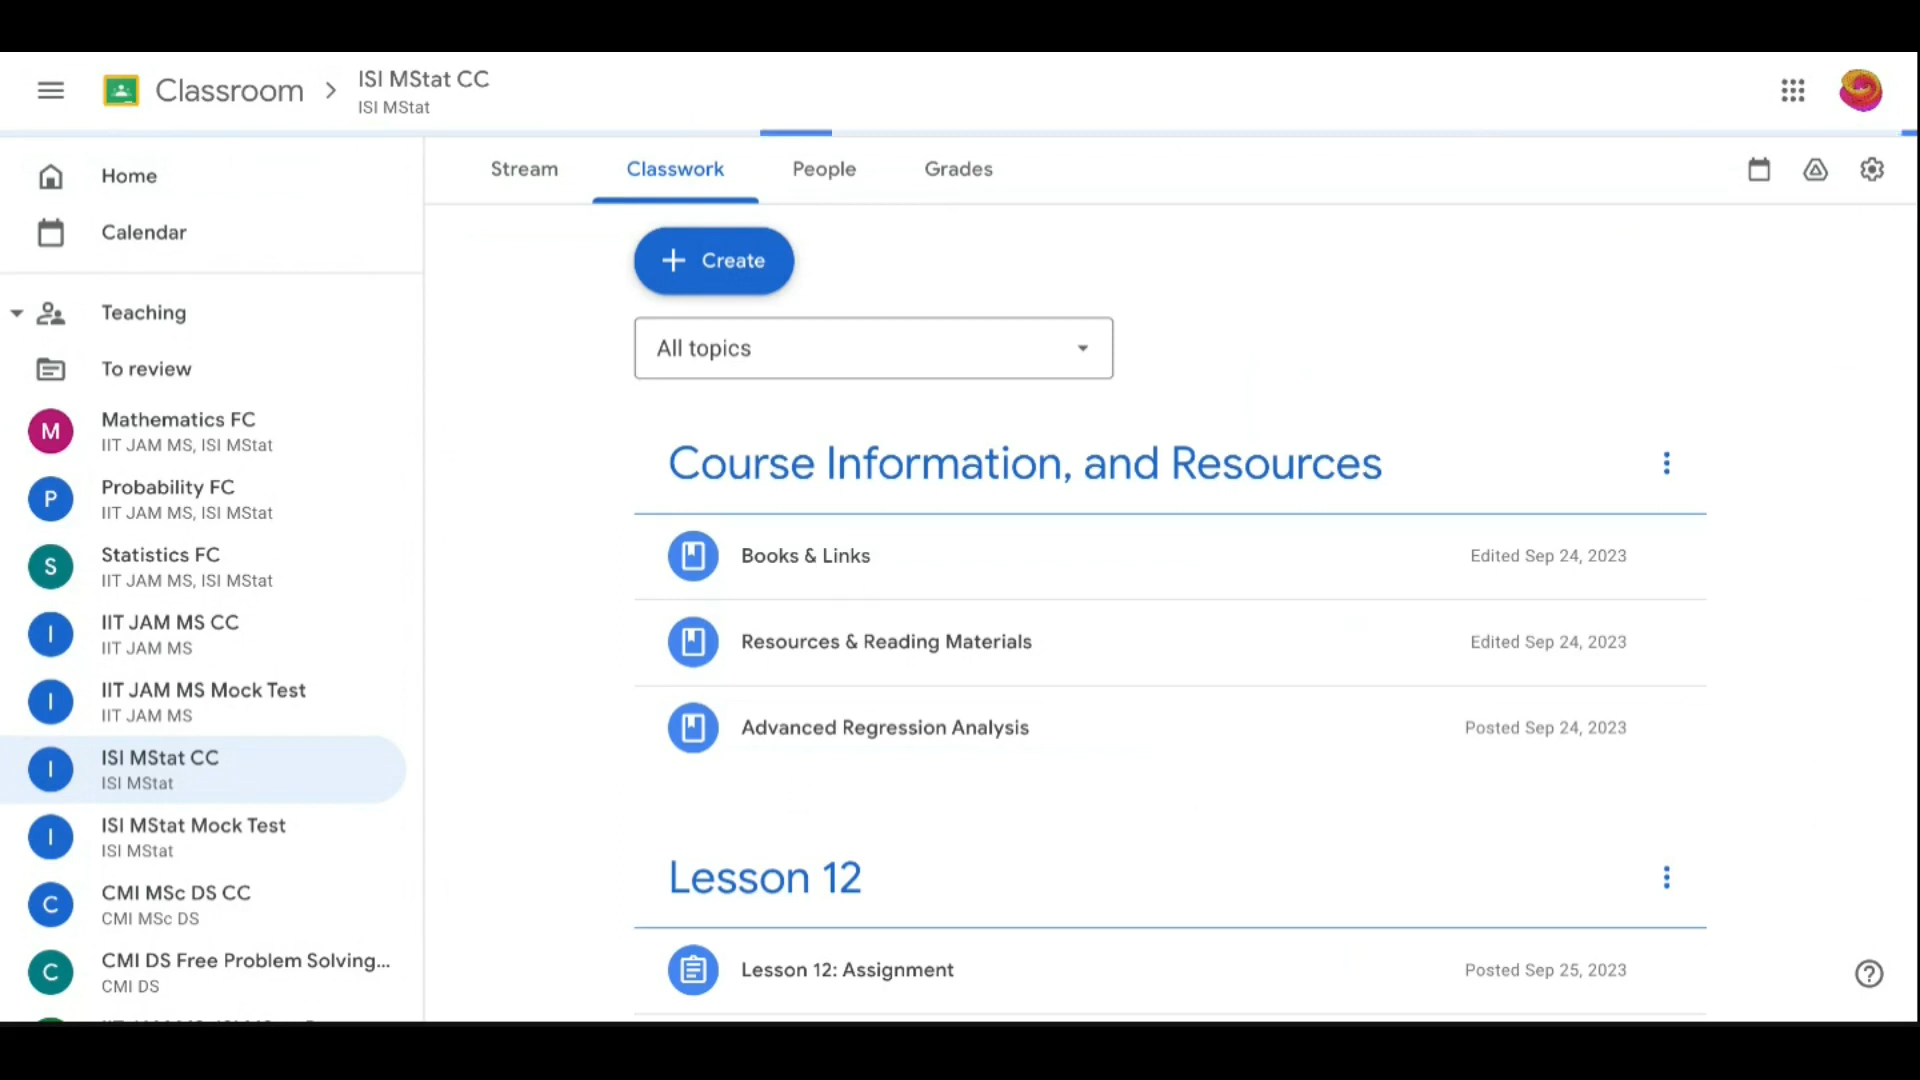 Classroom
ISI MStat CC
ISI MStat
Home
Calendar
Teaching
To review
M
Mathematics FC
IIT JAM MS, ISI MStat
P
Probability FC
IIT JAM MS, ISI MStat
S
Statistics FC
IIT JAM MS, ISI MStat
I
IIT JAM MS CC
IIT JAM MS
I
IIT JAM MS Mock Test
IIT JAM MS
I
ISI MStat CC
ISI MStat
I
ISI MStat Mock Test
ISI MStat
C
CMI MSc DS CC
CMI MSc DS
C
CMI DS Free Problem Solving...
CMI DS
Stream Classwork People Grades
Create
All topics
Course Information, and Resources
Books & Links Edited Sep 24, 2023
Resources & Reading Materials Edited Sep 24, 2023
Advanced Regression Analysis Posted Sep 24, 2023
Lesson 12
Lesson 12: Assignment Posted Sep 25, 2023